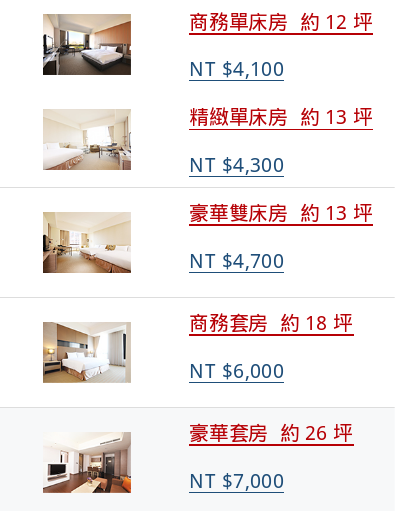 商務單床房 約 12 坪
NT $4,100
精緻單床房 約 13 坪
NT $4,300
豪華雙床房 約 13 坪
NT $4,700
商務套房 約 18 坪
NT $6,000
豪華套房 約 26 坪
NT $7,000